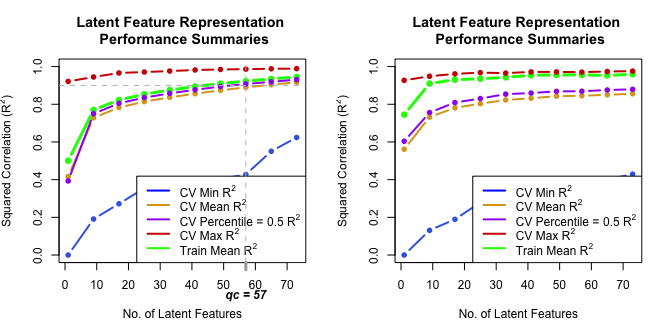 Latent Feature Representation
Performance Summaries
Squared Correlation (R²)
1.0
0.8
0.6
0.4
0.2
0.0
CV Min R²
CV Mean R²
CV Percentile = 0.5 R²
CV Max R²
Train Mean R²
0 10 20 30 40 50 60 70
qc = 57
No. of Latent Features
Latent Feature Representation
Performance Summaries
Squared Correlation (R²)
1.0
0.8
0.6
0.4
0.2
0.0
CV Min R²
CV Mean R²
CV Percentile = 0.5 R²
CV Max R²
Train Mean R²
0 10 20 30 40 50 60 70
No. of Latent Features